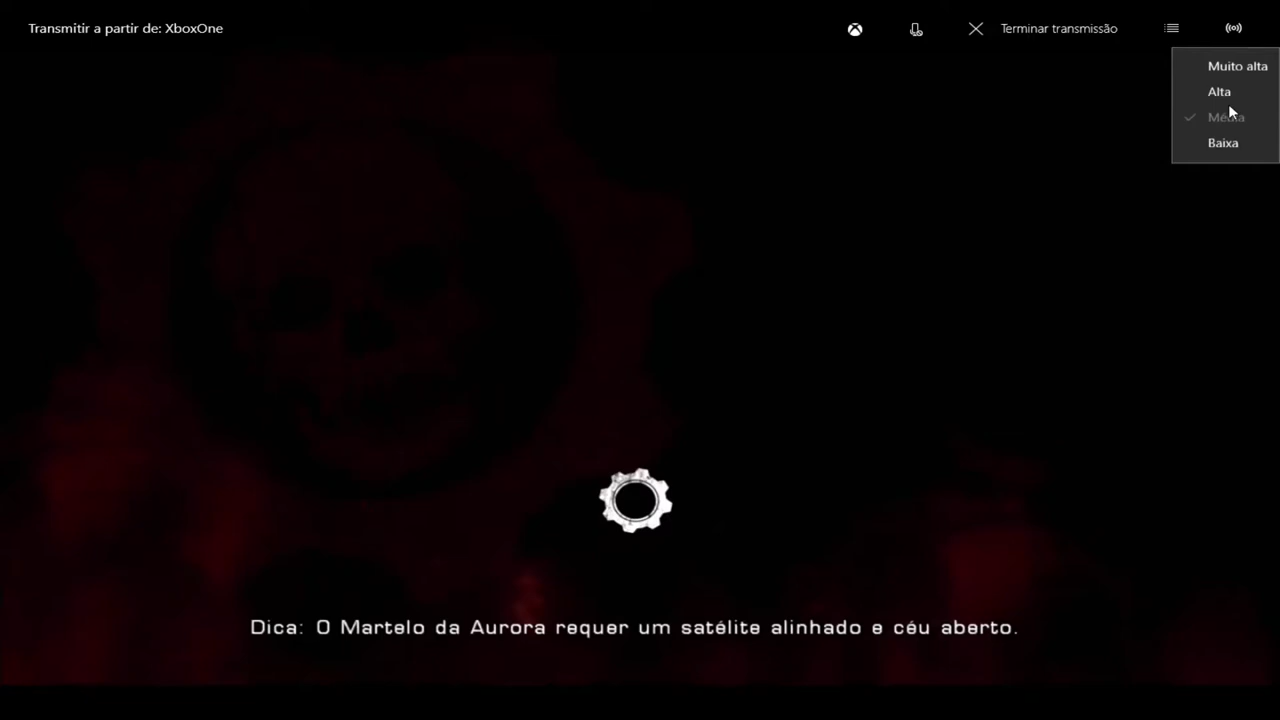 Transmitir a partir de: XboxOne
Terminar transmissão
Muito alta
Alta
Média
Baixa
Dica: O Martelo da Aurora requer um satélite alinhado e céu aberto.